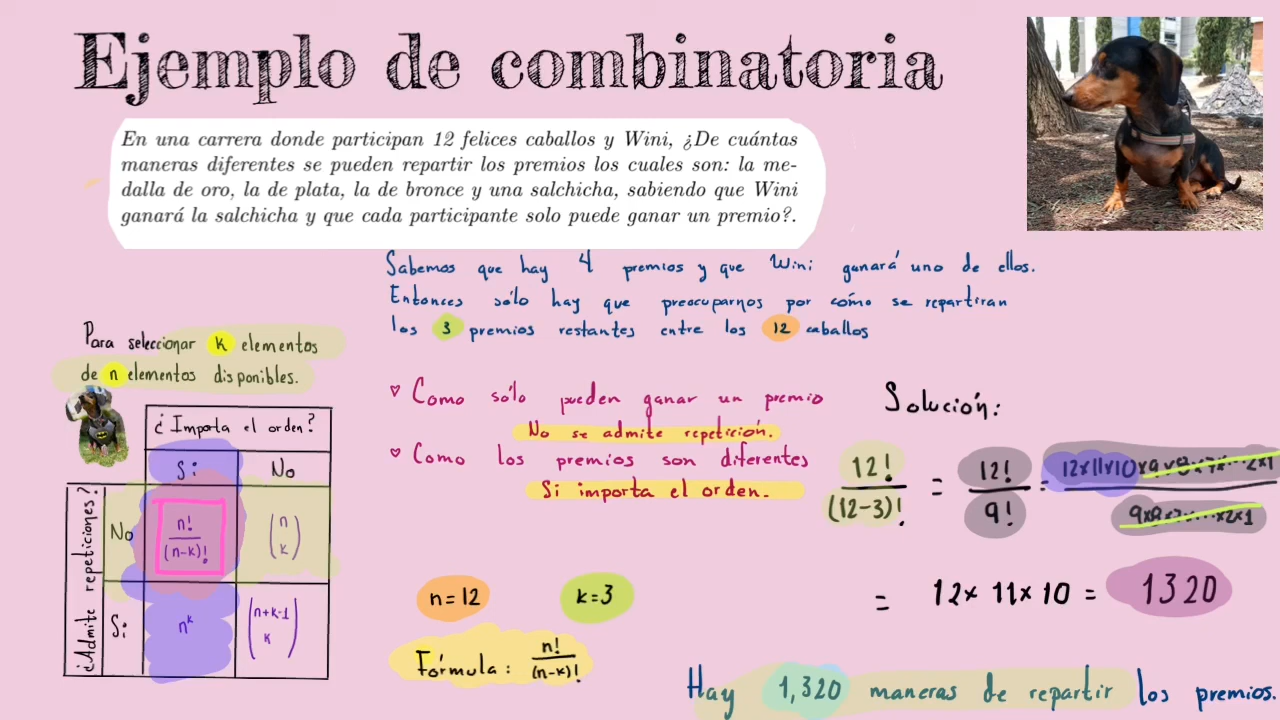 Ejemplo de combinatoria
En una carrera donde participan 12 felices caballos y Wini, ¿De cuántas
maneras diferentes se pueden repartir los premios los cuales son: la me-
dalla de oro, la de plata, la de bronce y una salchicha, sabiendo que Wini
ganará la salchicha y que cada participante solo puede ganar un premio?.
Sabemos que hay 4 premios y que Wini ganará uno de ellos.
Entonces sólo hay que preocuparnos por cómo se repartiran
los 3 premios restantes entre los 12 caballos
Para seleccionar k elementos
de n elementos disponibles.
¿Importa el orden?
Si No
¿Admite repeticiones?
No n!/(n-k)! (n k)
Si n^k (n+k-1 k)
♥ Como sólo pueden ganar un premio
No se admite repetición.
♥ Como los premios son diferentes
Si importa el orden.
n=12 k=3
Fórmula: n!/(n-k)!
Solución:
12!/(12-3)! = 12!/9! = 12x11x10x9x8x7x...2x1/9x8x7x...x2x1
= 12x 11x 10 = 1320
Hay 1,320 maneras de repartir los premios.